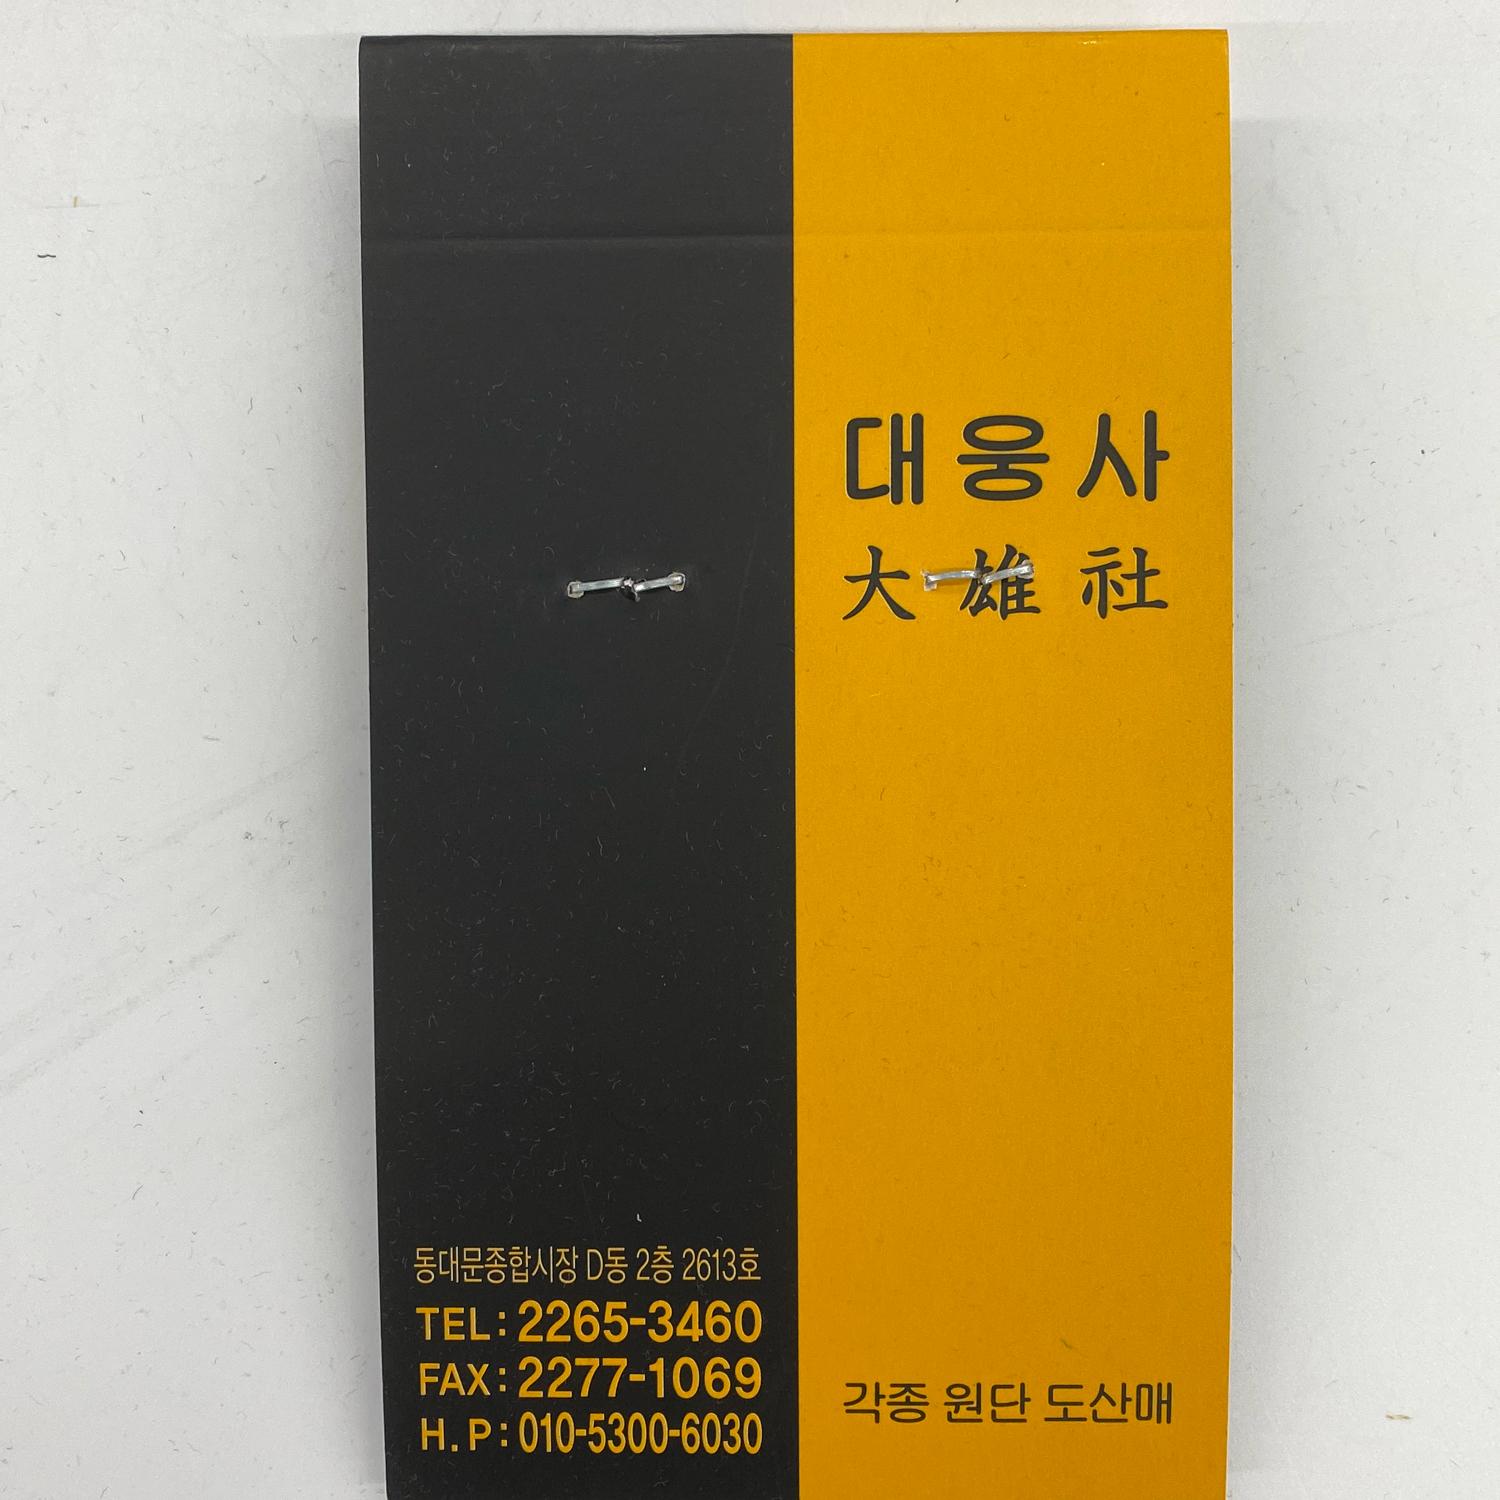 대웅사
大雄社
동대문종합시장 D동 2층 2613호
TEL : 2265-3460
FAX : 2277-1069
H.P : 010-5300-6030
각종 원단 도산매